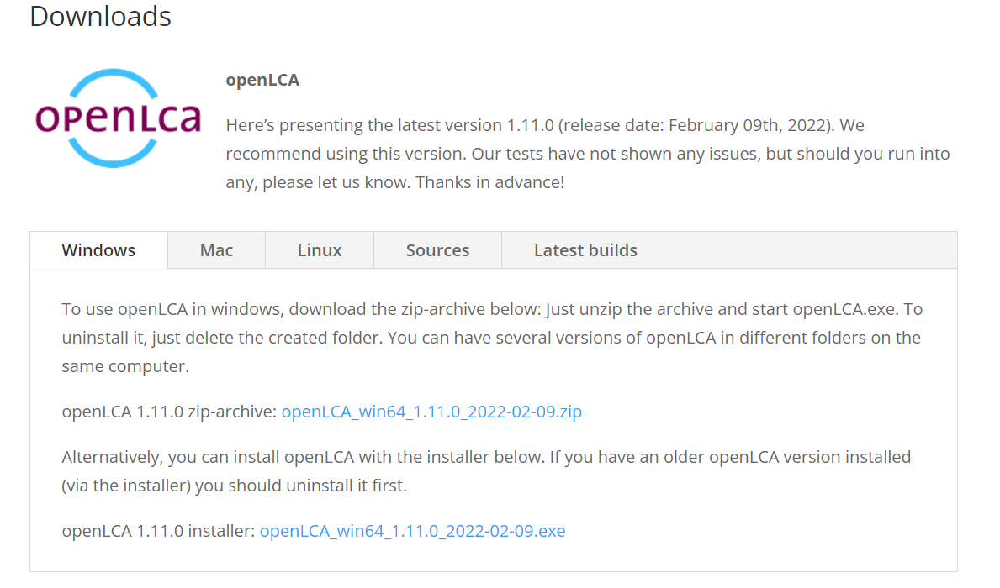 Downloads
openLCA
openLCA
Here’s presenting the latest version 1.11.0 (release date: February 09th, 2022). We
recommend using this version. Our tests have not shown any issues, but should you run into
any, please let us know. Thanks in advance!
Windows
Mac
Linux
Sources
Latest builds
To use openLCA in windows, download the zip-archive below: Just unzip the archive and start openLCA.exe. To
uninstall it, just delete the created folder. You can have several versions of openLCA in different folders on the
same computer.
openLCA 1.11.0 zip-archive: openLCA_win64_1.11.0_2022-02-09.zip
Alternatively, you can install openLCA with the installer below. If you have an older openLCA version installed
(via the installer) you should uninstall it first.
openLCA 1.11.0 installer: openLCA_win64_1.11.0_2022-02-09.exe